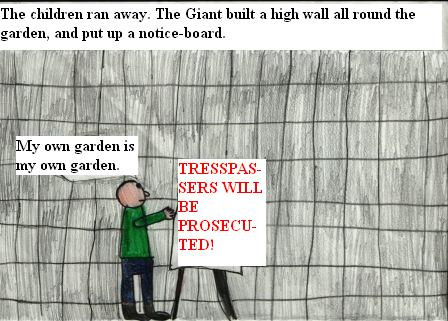 The children ran away. The Giant built a high wall all round the
garden, and put up a notice-board.
My own garden is
my own garden.
TRESSPAS-
SERS WILL
BE
PROSECU-
TED!